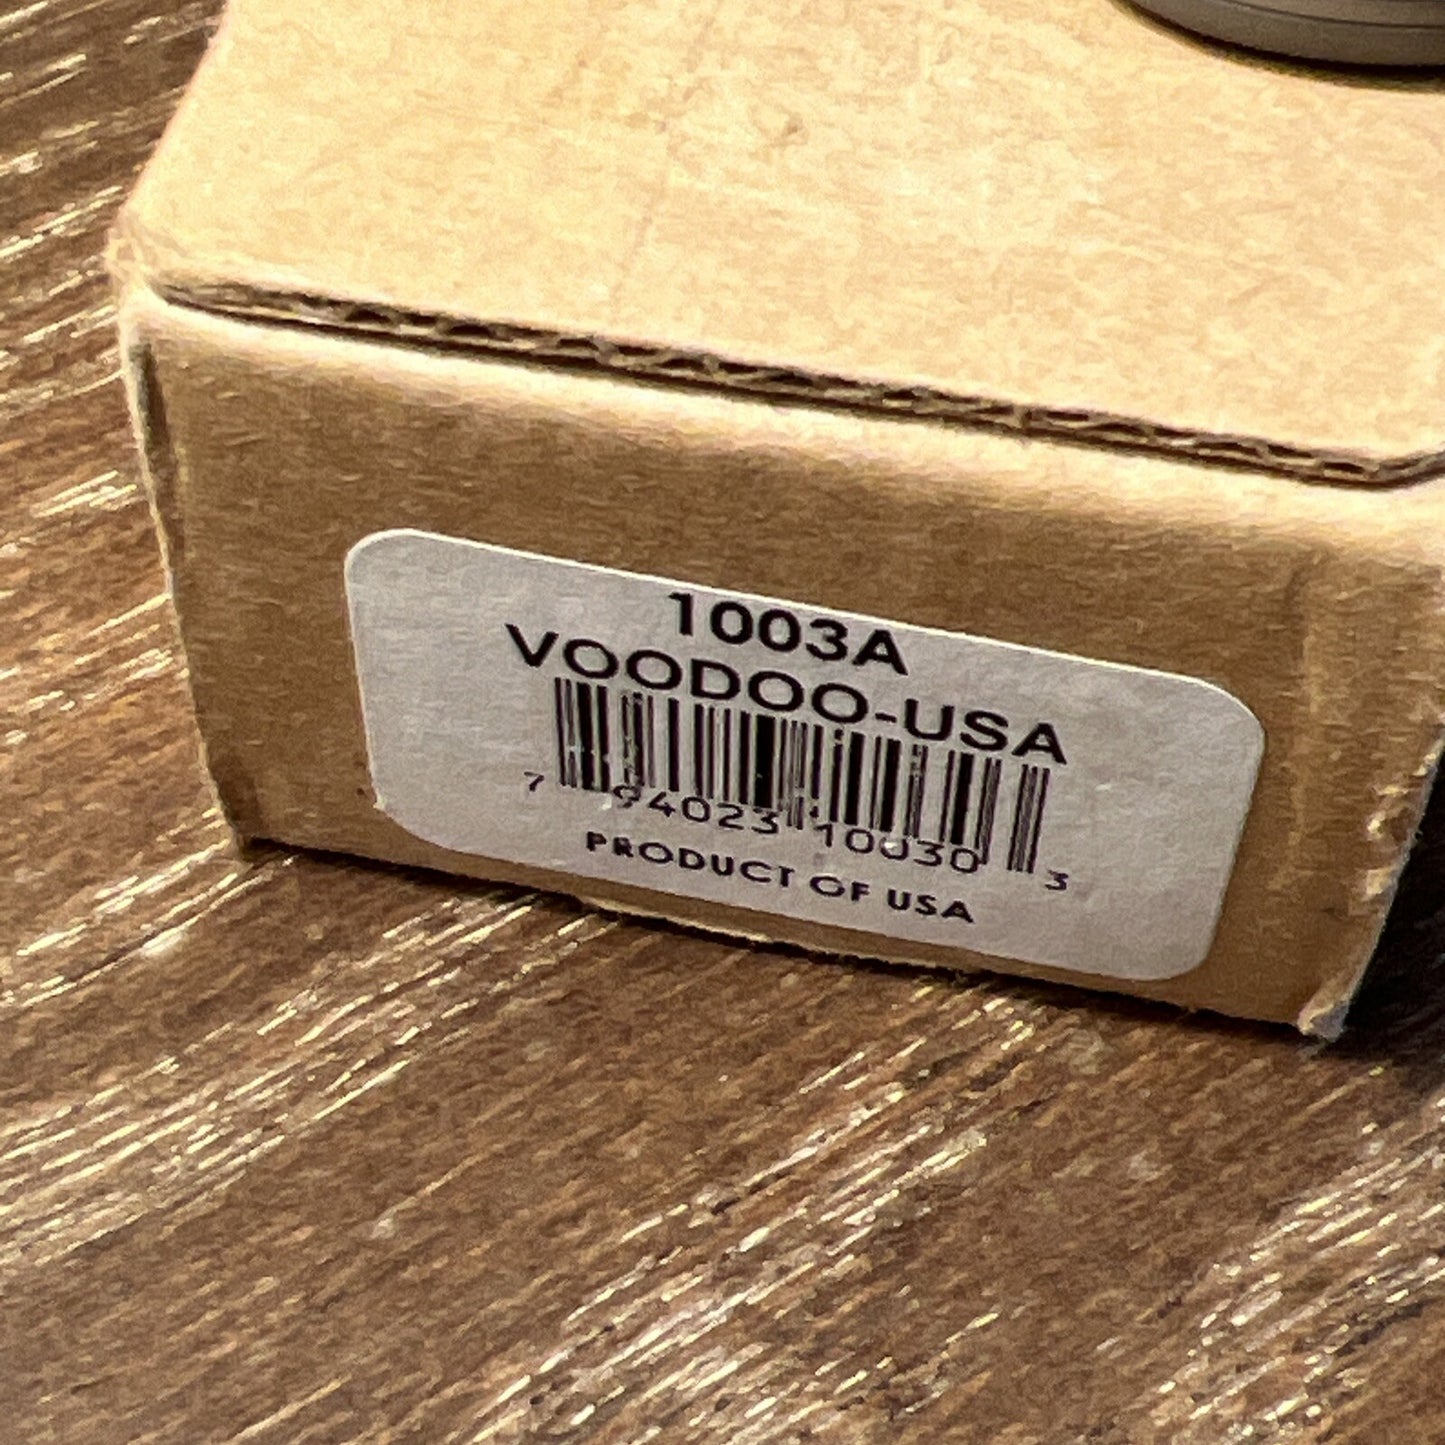 1003A
VOODOO-USA
7 94023 10030 3
PRODUCT OF USA